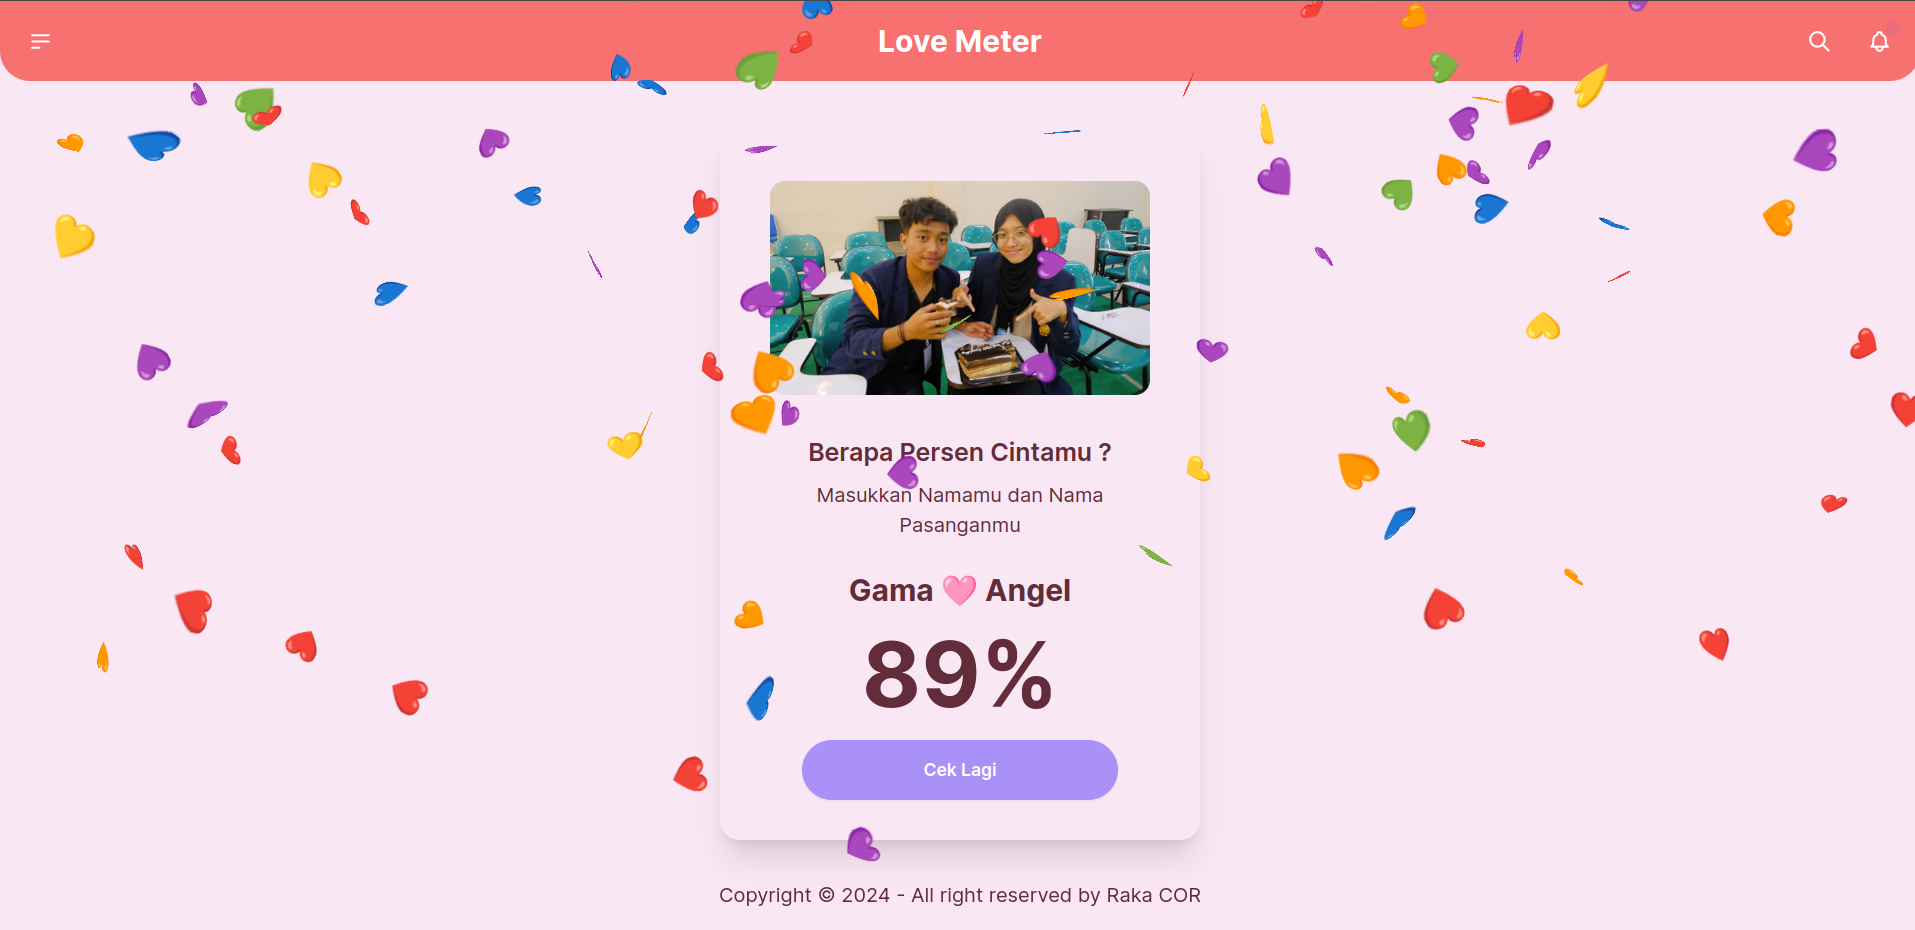 Love Meter
Berapa Persen Cintamu ?
Masukkan Namamu dan Nama
Pasanganmu
Gama 🩷 Angel
89%
Cek Lagi
Copyright © 2024 - All right reserved by Raka COR